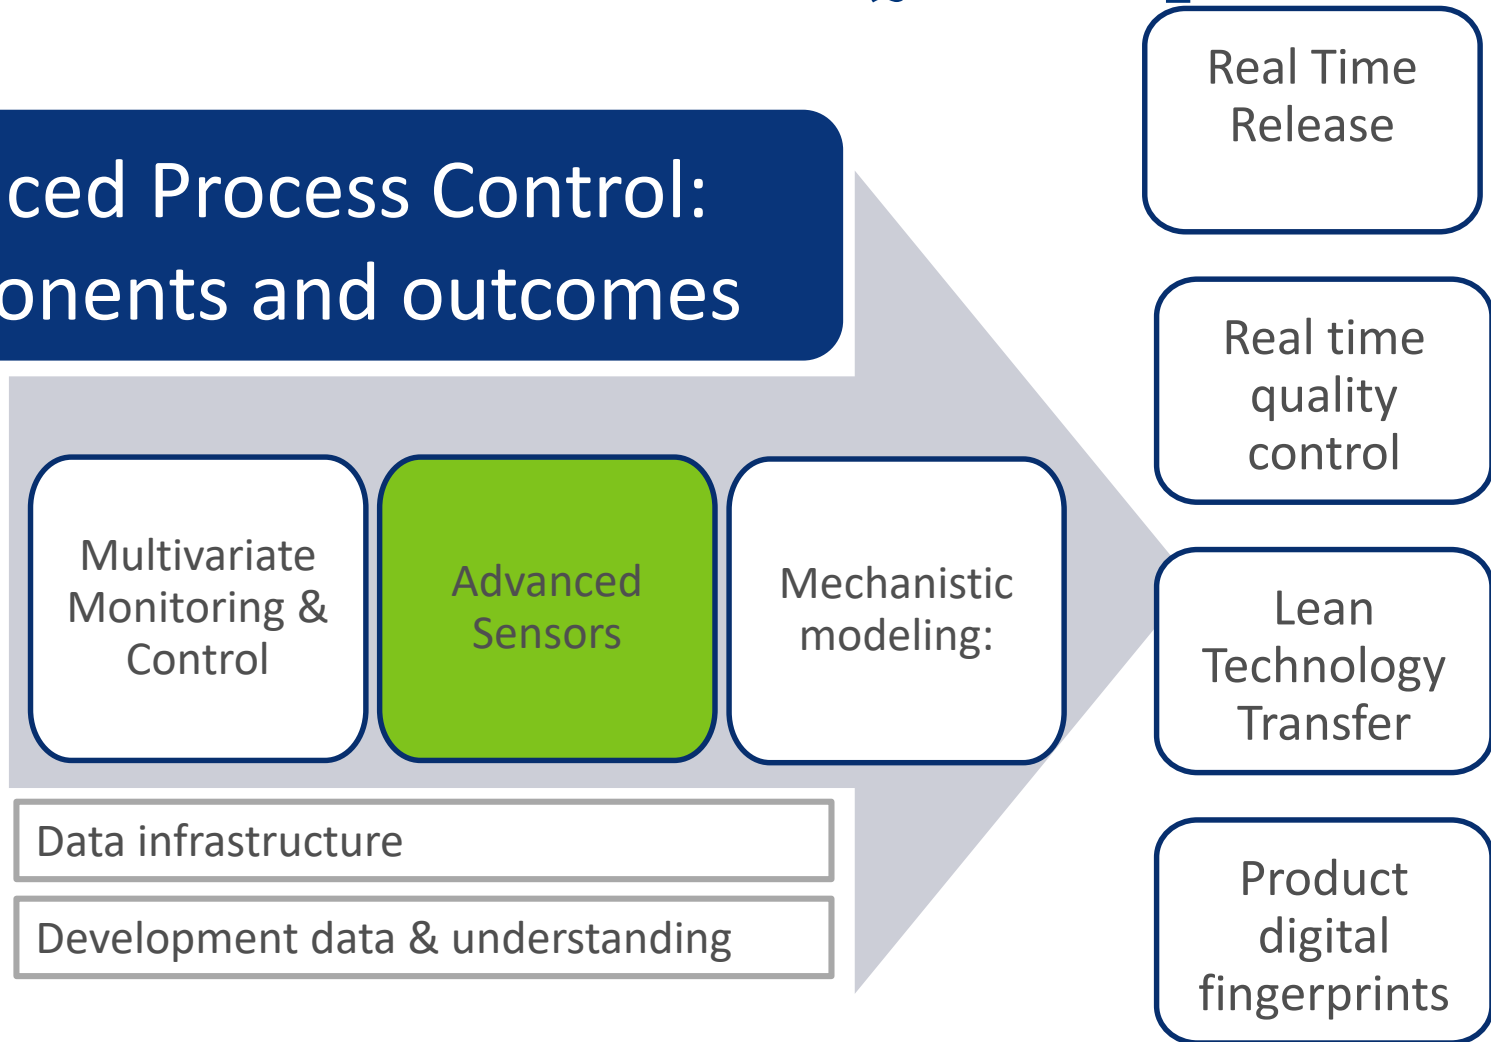 ced Process Control:
onents and outcomes
Multivariate
Monitoring &
Control
Advanced
Sensors
Mechanistic
modeling:
Data infrastructure
Development data & understanding
Real Time
Release
Real time
quality
control
Lean
Technology
Transfer
Product
digital
fingerprints